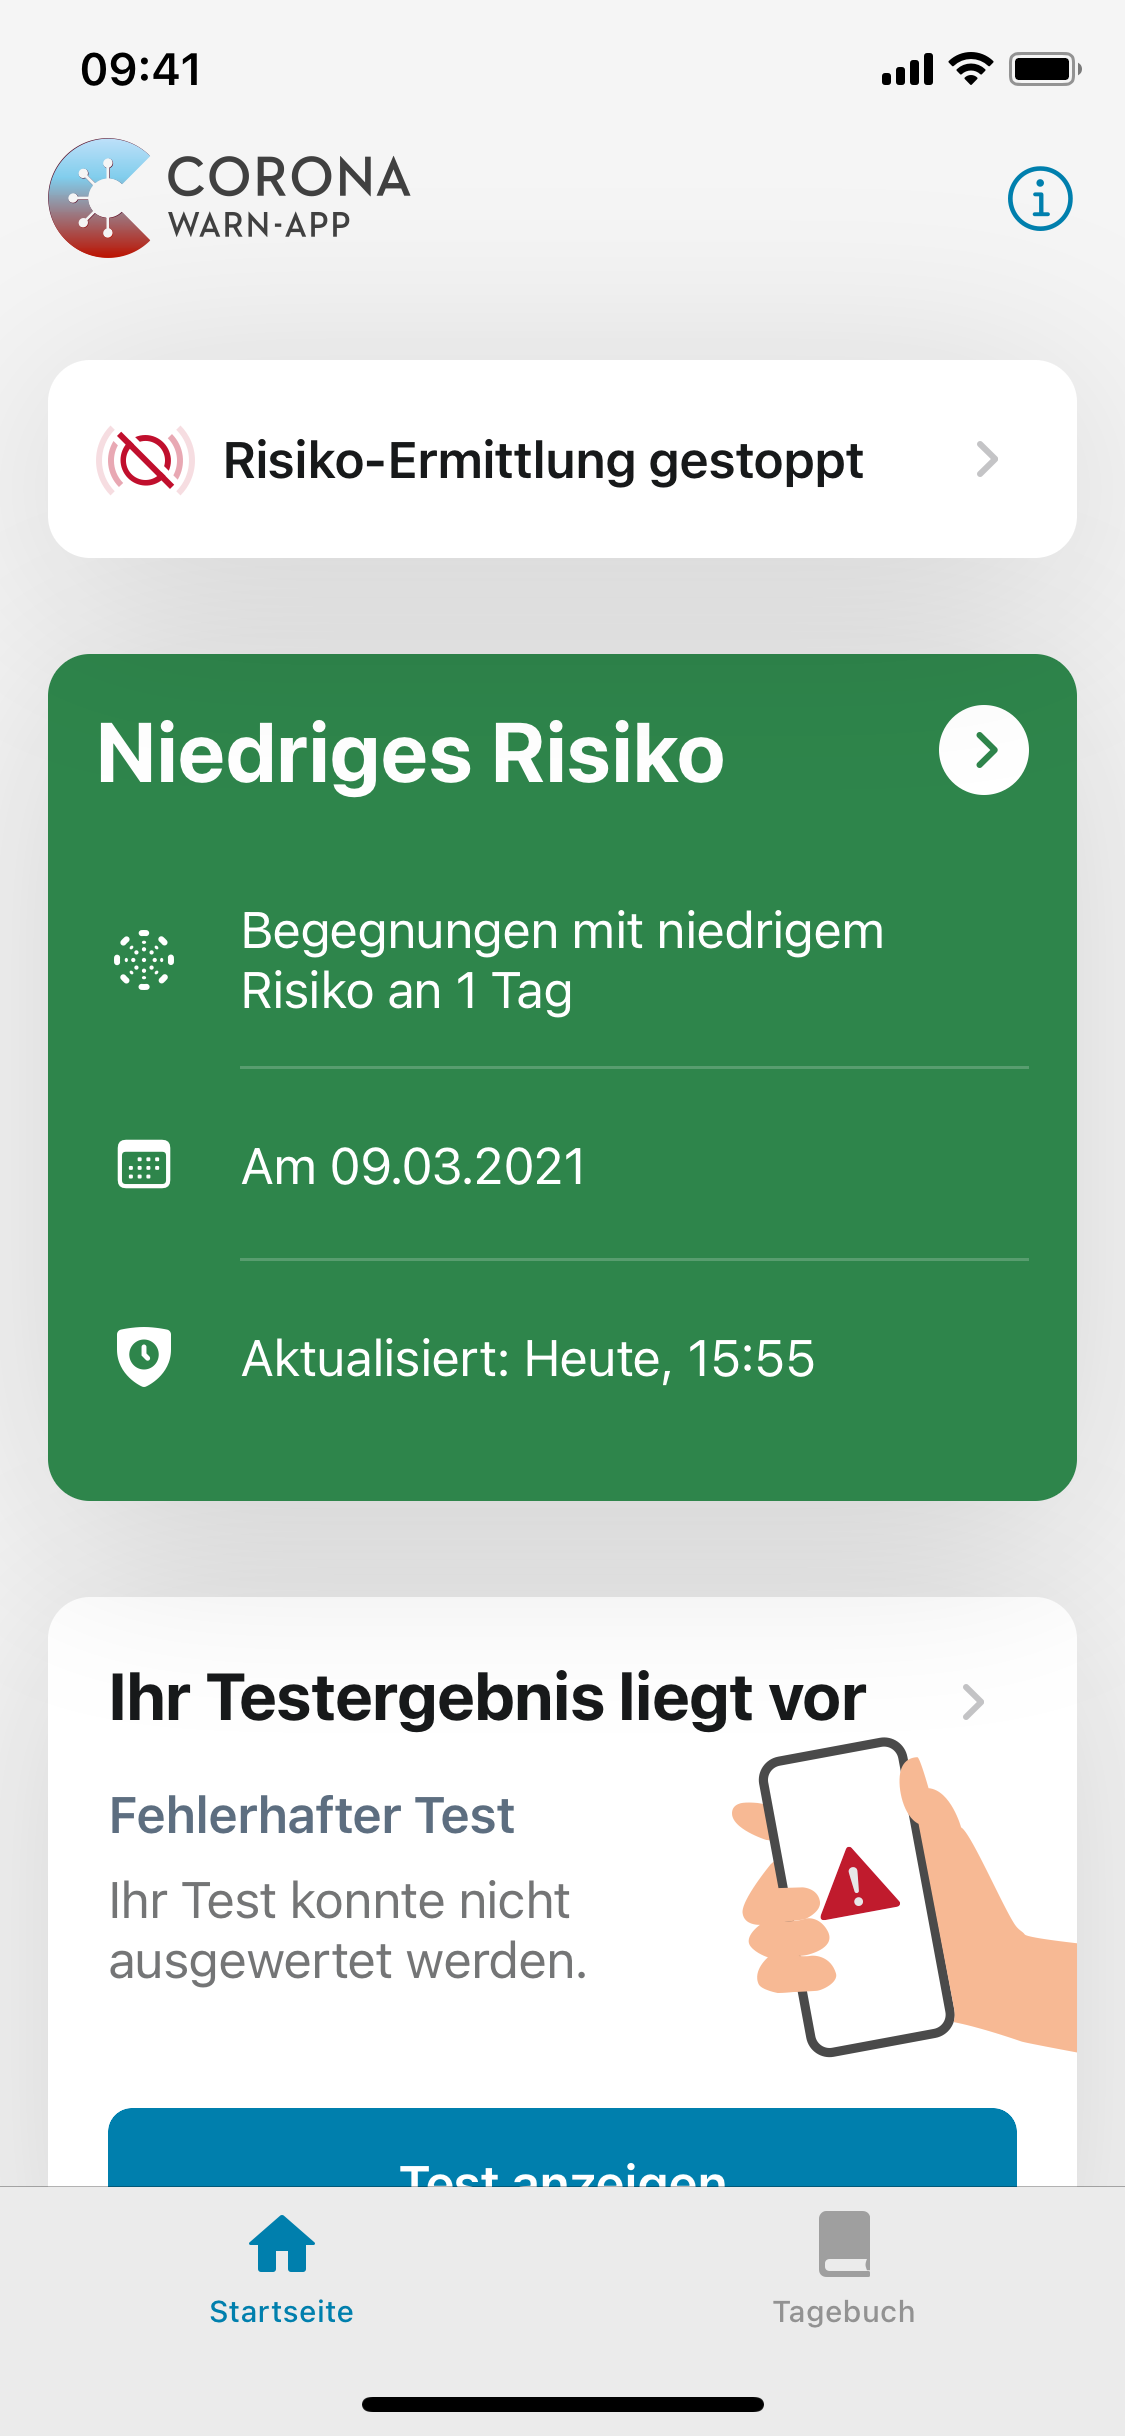 09:41
CORONA
WARN-APP
Risiko-Ermittlung gestoppt
Niedriges Risiko
Begegnungen mit niedrigem
Risiko an 1 Tag
Am 09.03.2021
Aktualisiert: Heute, 15:55
Ihr Testergebnis liegt vor
Fehlerhafter Test
Ihr Test konnte nicht
ausgewertet werden.
Test anzeigen
Startseite
Tagebuch